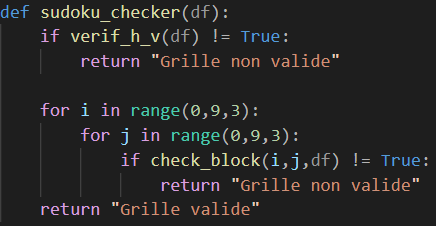 def sudoku_checker(df):
    if verif_h_v(df) != True:
        return "Grille non valide"

    for i in range(0,9,3):
        for j in range(0,9,3):
            if check_block(i,j,df) != True:
                return "Grille non valide"
    return "Grille valide"